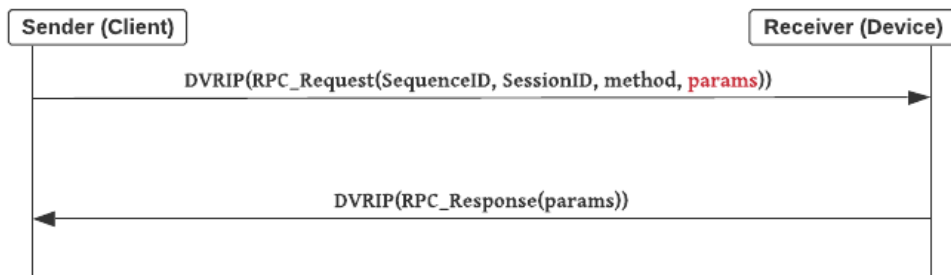 Sender (Client)
Receiver (Device)
DVRIP(RPC_Request(SequenceID, SessionID, method, params))
DVRIP(RPC_Response(params))